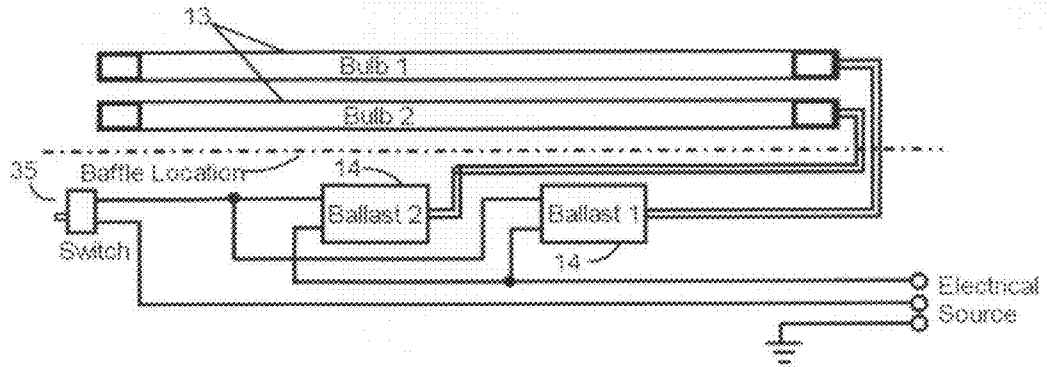 13
Bulb 1
Bulb 2
35
Baffle Location
14
Ballast 2
Ballast 1
Switch
14
Electrical
Source